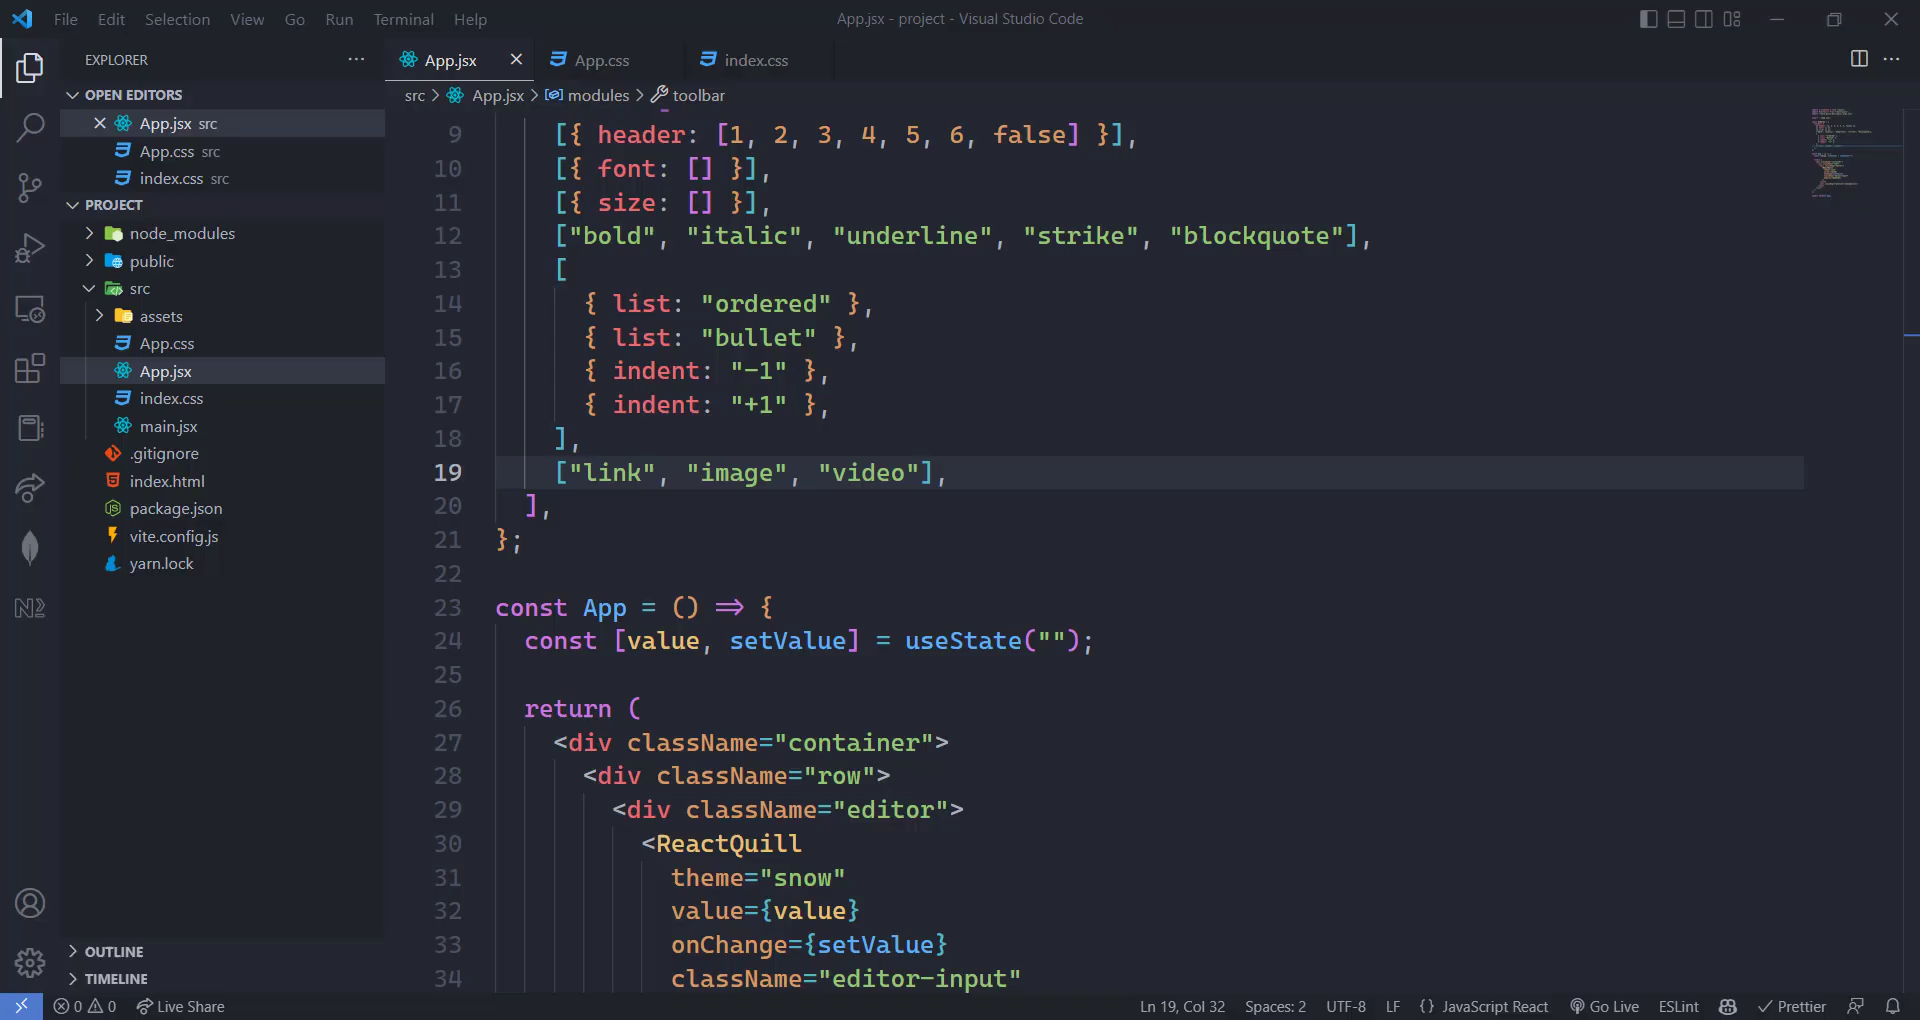 File Edit Selection View Go Run Terminal Help
App.jsx - project - Visual Studio Code
EXPLORER
OPEN EDITORS
App.jsx src
App.css src
index.css src
PROJECT
node_modules
public
src
assets
App.css
App.jsx
index.css
main.jsx
.gitignore
index.html
package.json
vite.config.js
yarn.lock
OUTLINE
TIMELINE
App.jsx App.css index.css
src > App.jsx > modules > toolbar
9 [{ header: [1, 2, 3, 4, 5, 6, false] }],
10 [{ font: [] }],
11 [{ size: [] }],
12 ["bold", "italic", "underline", "strike", "blockquote"],
13 [
14 { list: "ordered" },
15 { list: "bullet" },
16 { indent: "-1" },
17 { indent: "+1" },
18 ],
19 ["link", "image", "video"],
20 ],
21 };
22
23 const App = () => {
24 const [value, setValue] = useState("");
25
26 return (
27 <div className="container">
28 <div className="row">
29 <div className="editor">
30 <ReactQuill
31 theme="snow"
32 value={value}
33 onChange={setValue}
34 className="editor-input"
0 0 Live Share
Ln 19, Col 32 Spaces: 2 UTF-8 LF {} JavaScript React Go Live ESLint Prettier